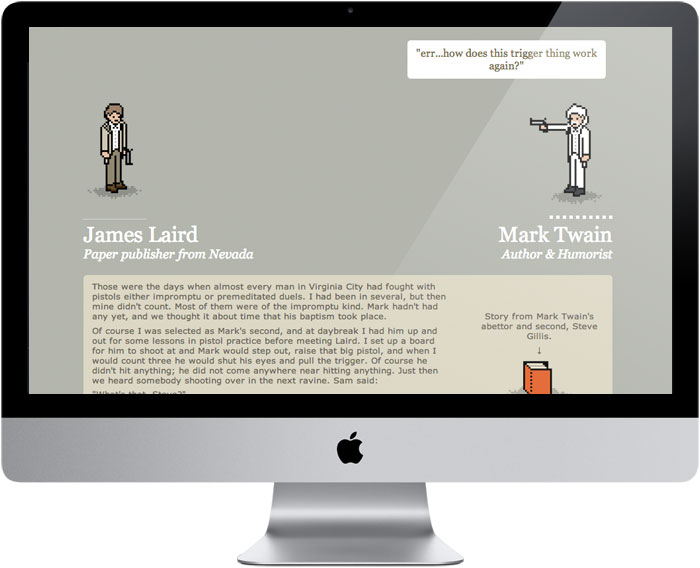 "err...how does this trigger thing work
again?"
James Laird
Paper publisher from Nevada
Mark Twain
Author & Humorist
Those were the days when almost every man in Virginia City had fought with
pistols either impromptu or premeditated duels. I had been in several, but then
mine didn't count. Most of them were of the impromptu kind. Mark hadn't had
any yet, and we thought it about time that his baptism took place.
Of course I was selected as Mark's second, and at daybreak I had him up and
out for some lessons in pistol practice before meeting Laird. I set up a board
for him to shoot at and Mark would step out, raise that big pistol, and when I
would count three he would shut his eyes and pull the trigger. Of course he
didn't hit anything; he did not come anywhere near hitting anything. Just then
we heard somebody shooting over in the next ravine. Sam said:
Story from Mark Twain's
abettor and second, Steve
Gillis.
↓